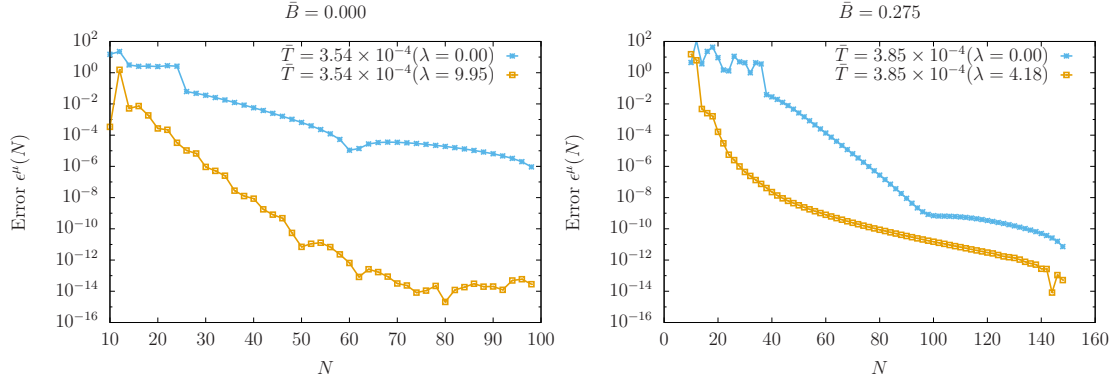 B̄ = 0.000
Error e^μ(N)
10^2
10^0
10^-2
10^-4
10^-6
10^-8
10^-10
10^-12
10^-14
10^-16
T̄ = 3.54 × 10^-4(λ = 0.00)
T̄ = 3.54 × 10^-4(λ = 9.95)
10 20 30 40 50 60 70 80 90 100
N
B̄ = 0.275
Error e^μ(N)
10^2
10^0
10^-2
10^-4
10^-6
10^-8
10^-10
10^-12
10^-14
10^-16
T̄ = 3.85 × 10^-4(λ = 0.00)
T̄ = 3.85 × 10^-4(λ = 4.18)
0 20 40 60 80 100 120 140 160
N